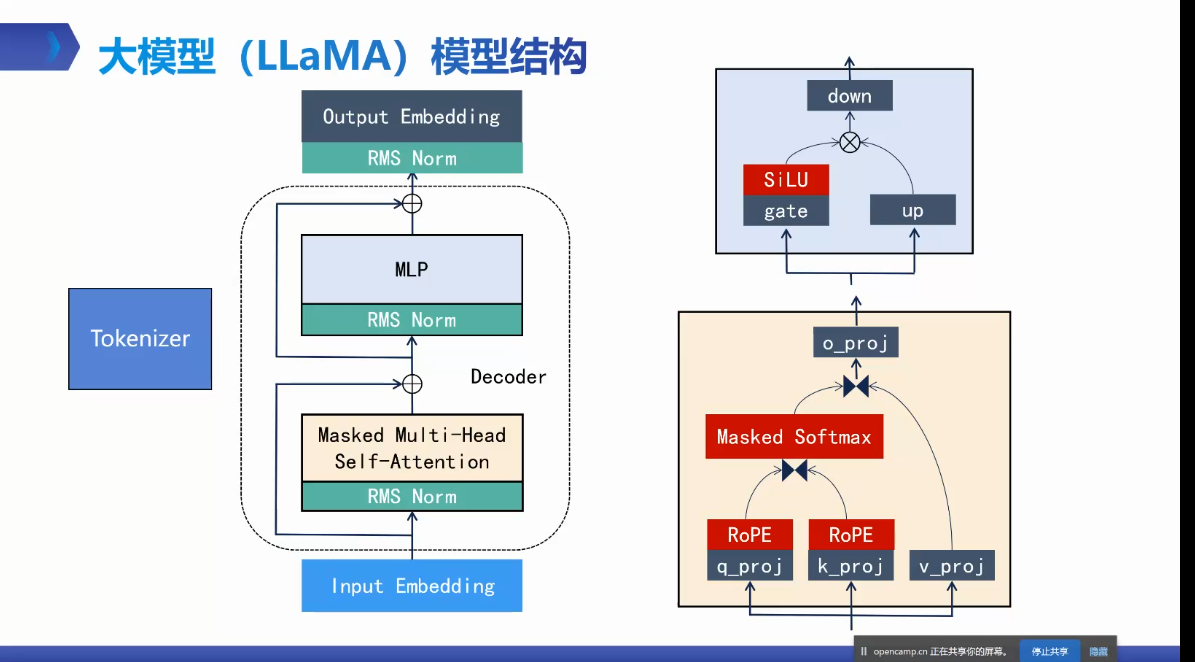 大模型（LLaMA）模型结构
Output Embedding
RMS Norm
MLP
RMS Norm
Tokenizer
Decoder
Masked Multi-Head
Self-Attention
RMS Norm
Input Embedding
down
SiLU
gate
up
o_proj
Masked Softmax
RoPE
RoPE
q_proj
k_proj
v_proj
opencamp.cn 正在共享你的屏幕。
停止共享
隐藏